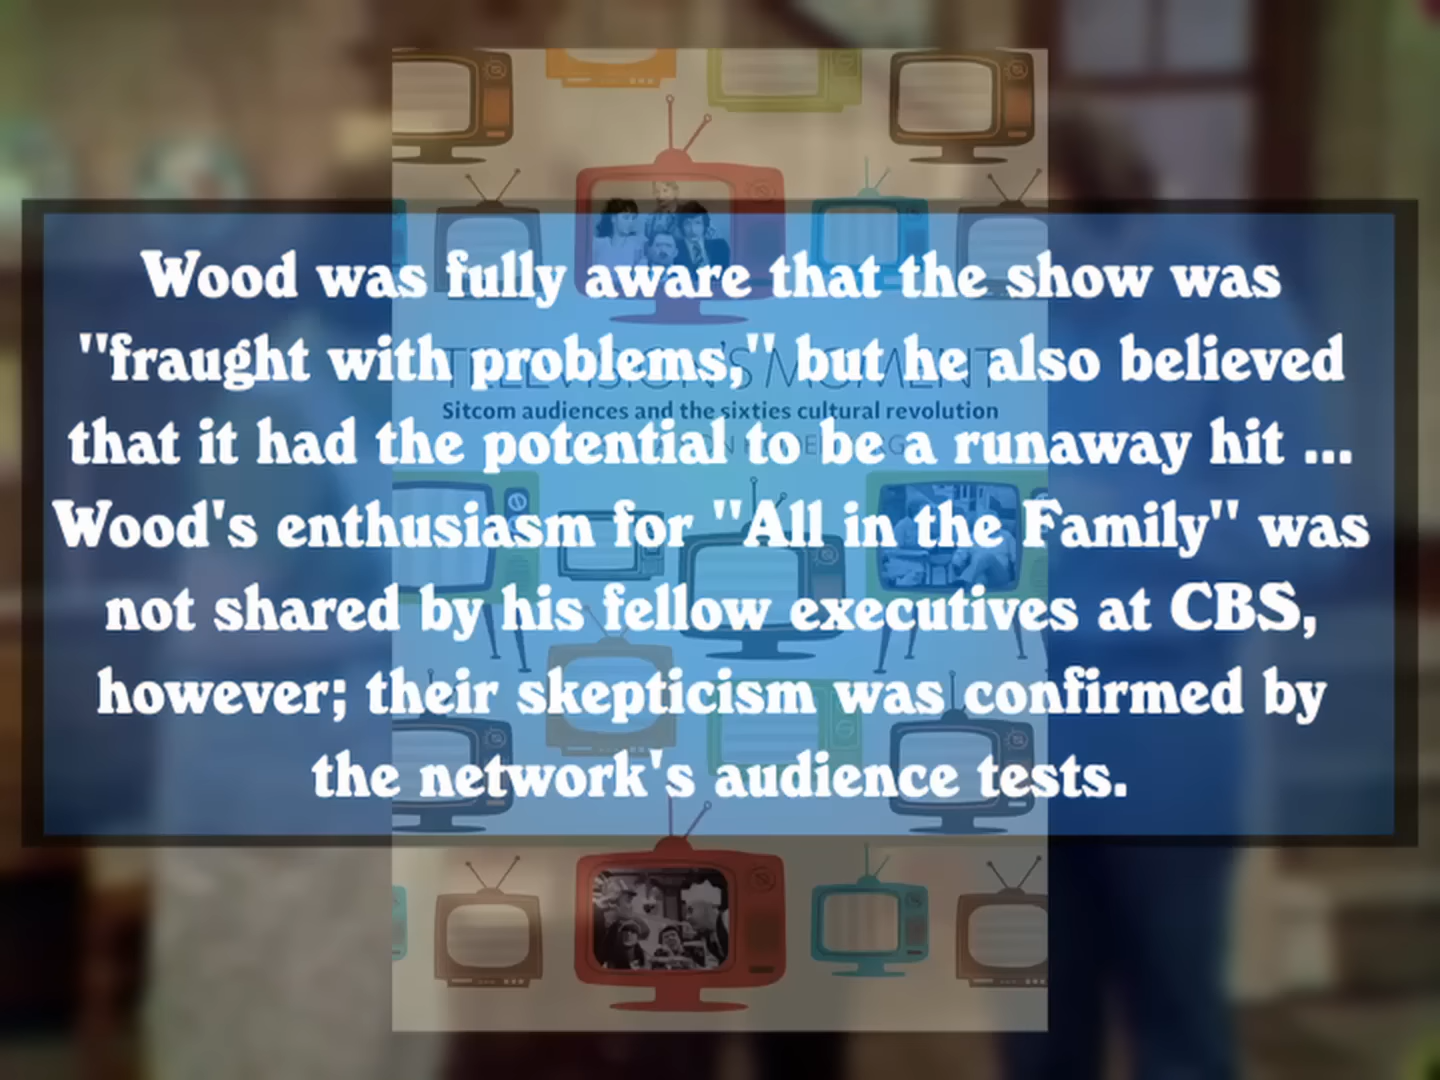 Wood was fully aware that the show was
"fraught with problems," but he also believed
that it had the potential to be a runaway hit ...
Wood's enthusiasm for "All in the Family" was
not shared by his fellow executives at CBS,
however; their skepticism was confirmed by
the network's audience tests.
TELEVISION'S MOMENT
Sitcom audiences and the sixties cultural revolution